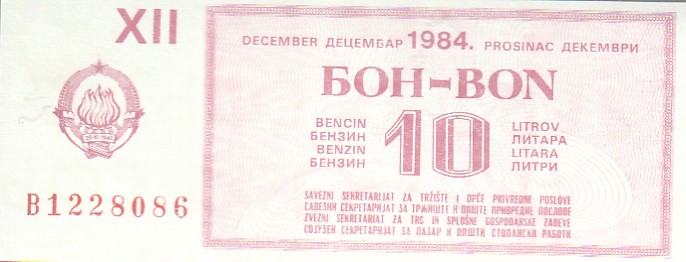 XII
DECEMBER ДЕЦЕМБАР 1984. PROSINAC ДЕКЕМВРИ
БОН-BON
BENCIN 10 LITROV
БЕНЗИН ЛИТАРА
BENZIN LITARA
БЕНЗИН ЛИТРИ
B1228086
SAVEZNI SEKRETARIJAT ZA TRŽIŠTE I OPĆE PRIVREDNE POSLOVE
САВЕЗНИ СЕКРЕТАРИЈАТ ЗА ТРЖИШТЕ И ОПШТЕ ПРИВРЕДНЕ ПОСЛОВЕ
ZVEZNI SEKRETARIAT ZA TRG IN SPLOŠNE GOSPODARSKE ZADEVE
СОЈУЗЕН СЕКРЕТАРИЈАТ ЗА ПАЗАР И ОПШТИ СТОПАНСКИ РАБОТИ